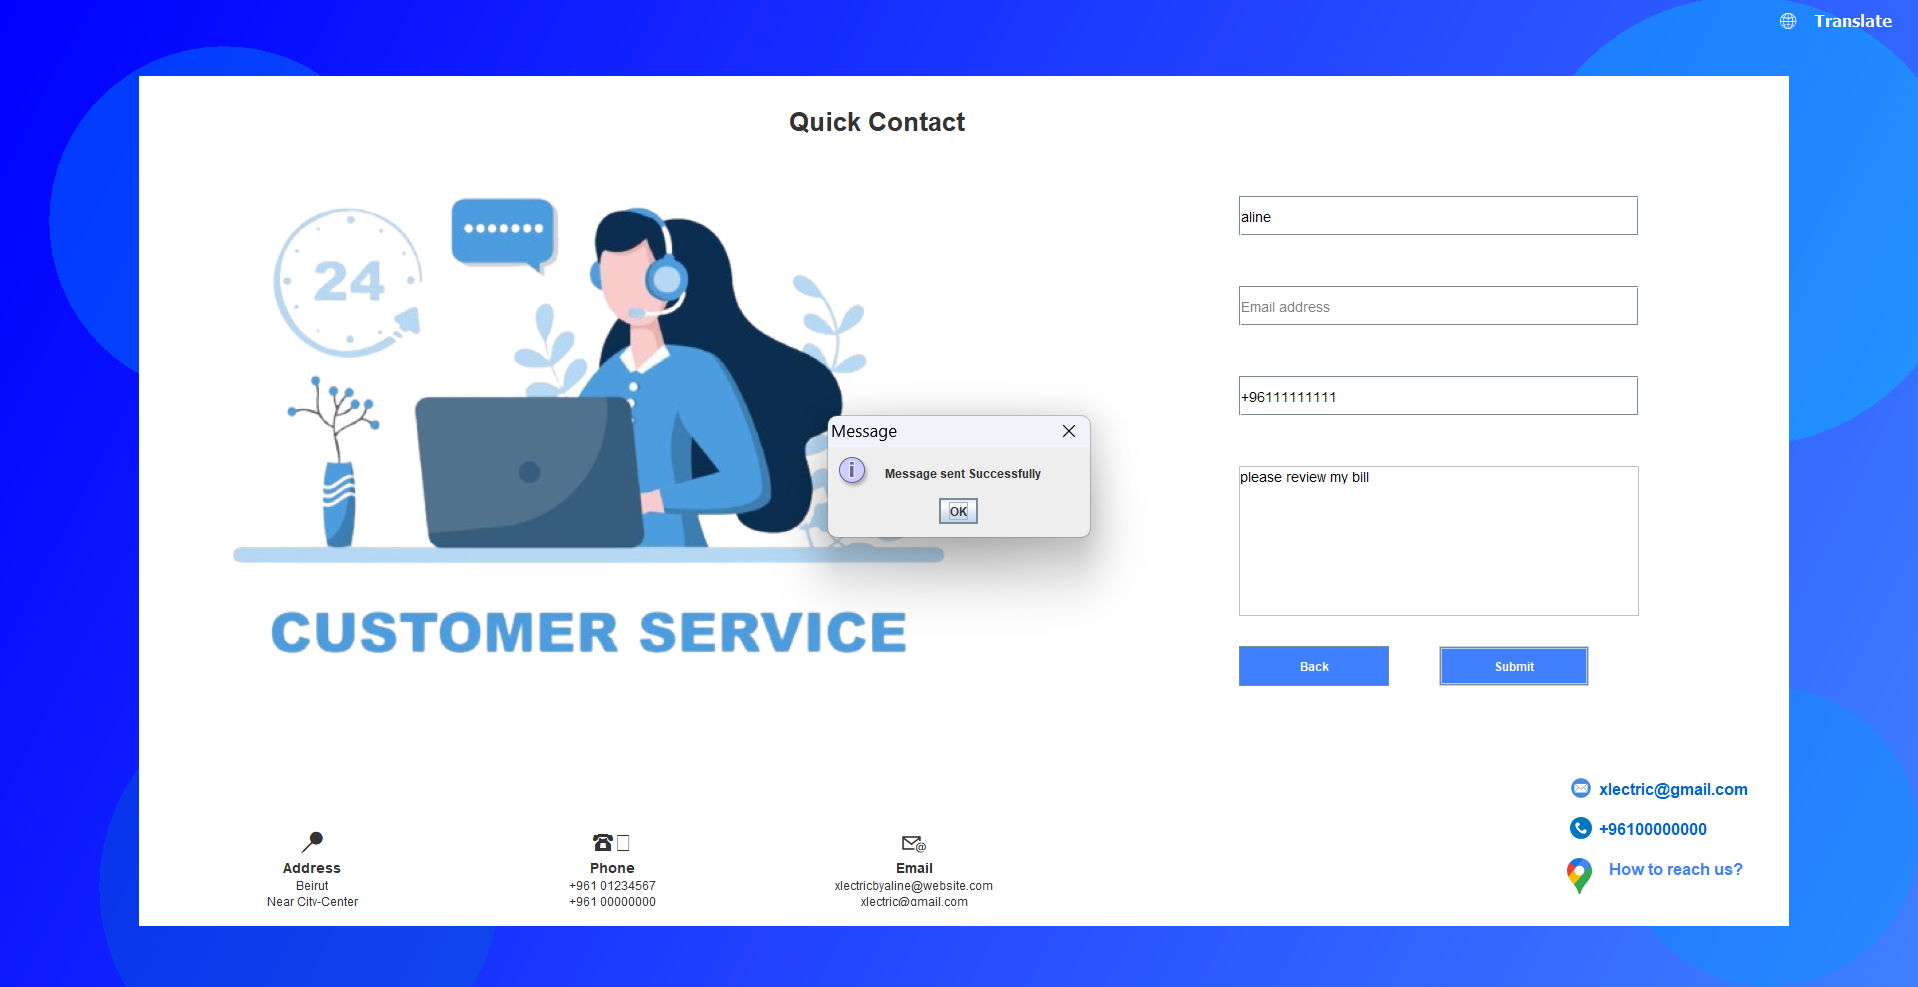 Translate
Quick Contact
24
aline
Email address
+96111111111
please review my bill
Message
Message sent Successfully
OK
CUSTOMER SERVICE
Back
Submit
xlectric@gmail.com
+96100000000
How to reach us?
Address
Beirut
Near City-Center
Phone
+961 01234567
+961 00000000
Email
xlectricbyaline@website.com
xlectric@gmail.com